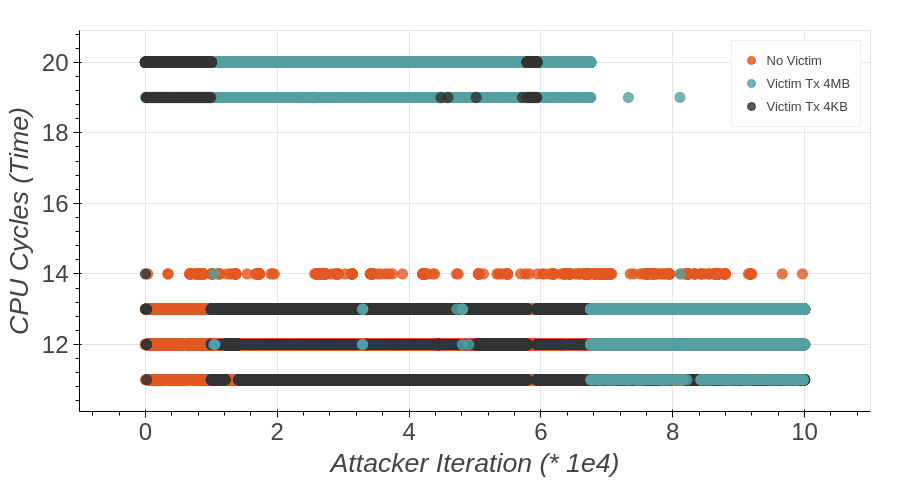 20
18
16
14
12
CPU Cycles (Time)
No Victim
Victim Tx 4MB
Victim Tx 4KB
0 2 4 6 8 10
Attacker Iteration (* 1e4)